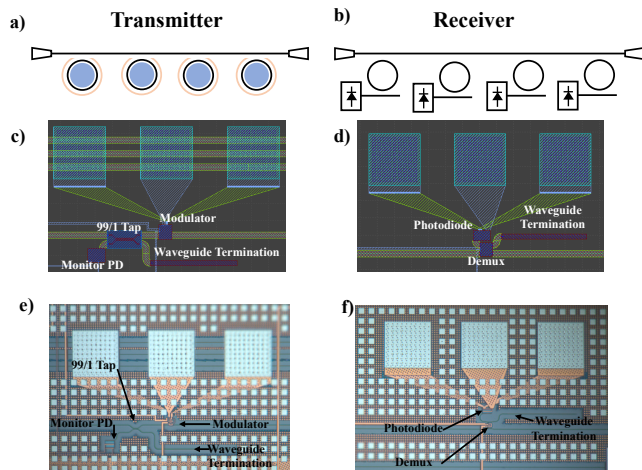 a)
Transmitter
b)
Receiver
c)
Modulator
99/1 Tap
Monitor PD
Waveguide Termination
d)
Waveguide
Termination
Photodiode
Demux
e)
99/1 Tap
Monitor PD
Modulator
Waveguide
Termination
f)
Photodiode
Waveguide
Termination
Demux